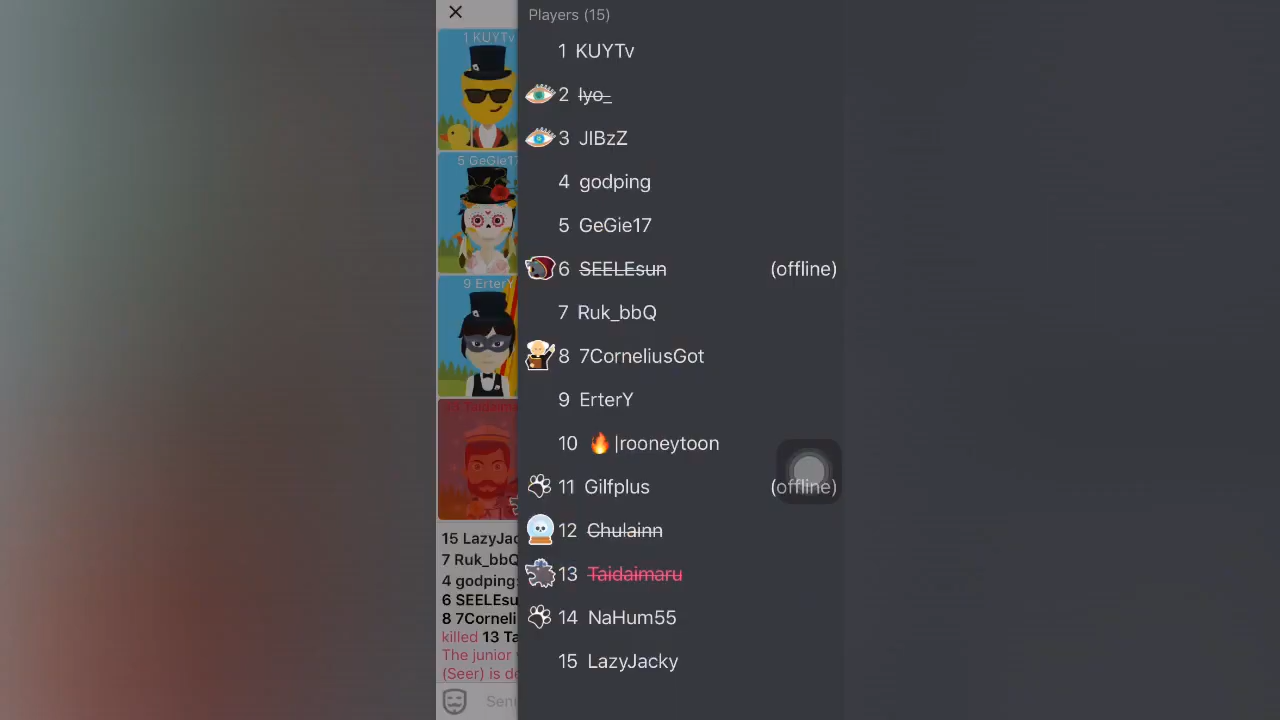 Players (15)
1 KUYTv
1 KUYTv
2 lyo_
3 JIBzZ
5 GeGie17
4 godping
5 GeGie17
6 SEELEsun (offline)
9 ErterY
7 Ruk_bbQ
8 7CorneliusGot
9 ErterY
10 🔥|rooneytoon
11 Gilfplus (offline)
12 Chulainn
13 Taidaimaru
14 NaHum55
15 LazyJacky
15 LazyJac
7 Ruk_bbQ
4 godping
6 SEELEsu
8 7Corneli
killed 13 Ta
The junior
(Seer) is de
Sen